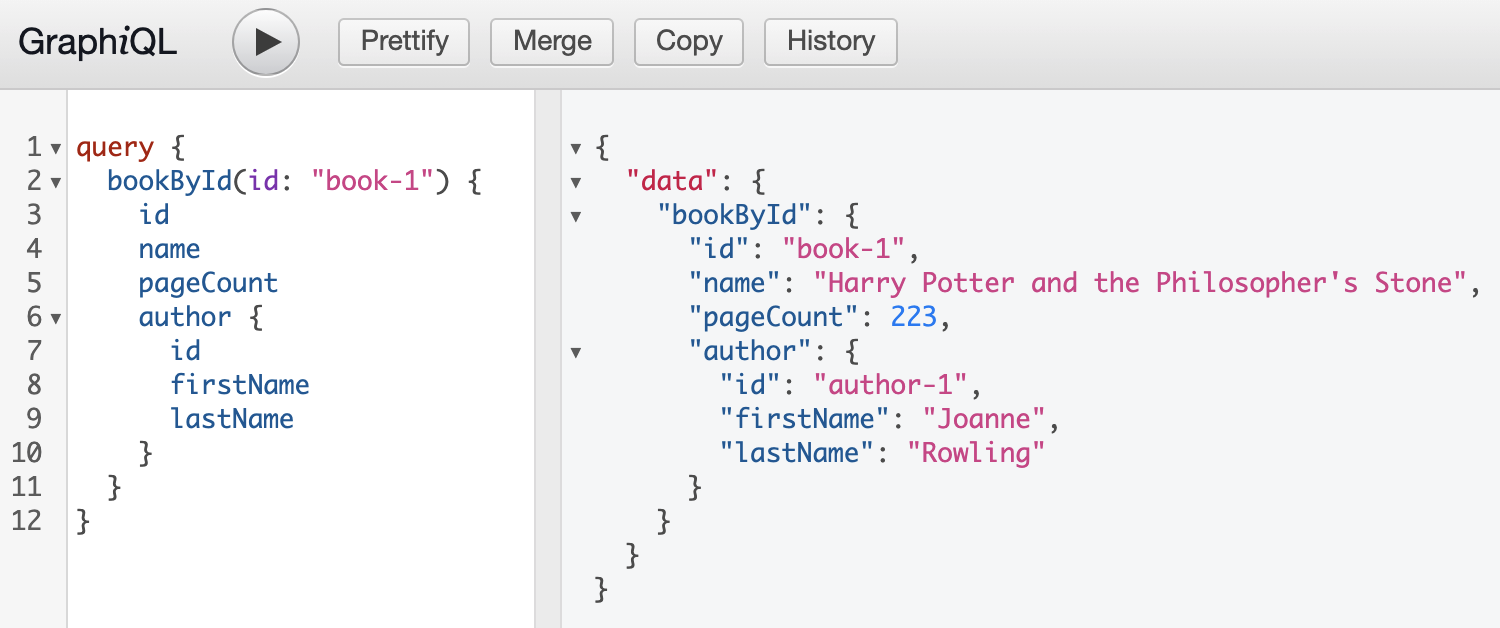 GraphiQL Prettify Merge Copy History
1 query {
2   bookById(id: "book-1") {
3     id
4     name
5     pageCount
6     author {
7       id
8       firstName
9       lastName
10     }
11   }
12 }
{
  "data": {
    "bookById": {
      "id": "book-1",
      "name": "Harry Potter and the Philosopher's Stone",
      "pageCount": 223,
      "author": {
        "id": "author-1",
        "firstName": "Joanne",
        "lastName": "Rowling"
      }
    }
  }
}